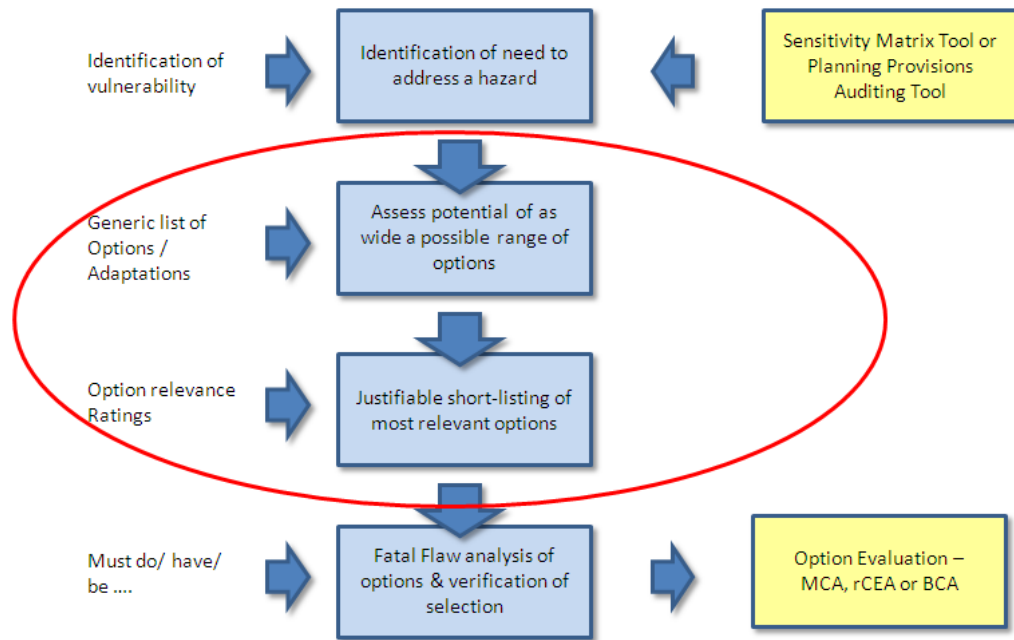 Identification of
vulnerability
Identification of need to
address a hazard
Sensitivity Matrix Tool or
Planning Provisions
Auditing Tool
Generic list of
Options /
Adaptations
Assess potential of as
wide a possible range of
options
Option relevance
Ratings
Justifiable short-listing of
most relevant options
Must do/ have/
be ....
Fatal Flaw analysis of
options & verification of
selection
Option Evaluation –
MCA, rCEA or BCA